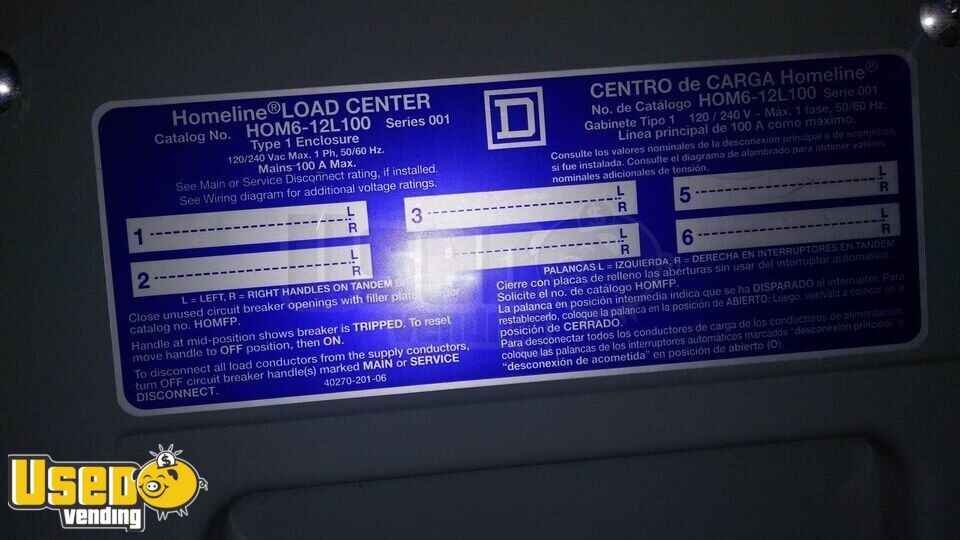 Homeline® LOAD CENTER
Catalog No. HOM6-12L100 Series 001
Type 1 Enclosure
120/240 Vac Max. 1 Ph, 50/60 Hz.
Mains 100 A Max.
See Main or Service Disconnect rating, if installed.
See Wiring diagram for additional voltage ratings.
D
CENTRO de CARGA Homeline®
No. de Catálogo HOM6-12L100 Serie 001
Gabinete Tipo 1 120 / 240 V~ Máx. 1 fase, 50/60 Hz.
Línea principal de 100 A como máximo.
Consulte los valores nominales de la desconexión principal o de acometida,
si fue instalada. Consulte el diagrama de alambrado para obtener valores
nominales adicionales de tensión.
1 L
R
2 L
R
3 L
R
L
R
5 L
R
6 L
R
L = LEFT, R = RIGHT HANDLES ON TANDEM
Close unused circuit breaker openings with filler
catalog no. HOMFP.
Handle at mid-position shows breaker is TRIPPED. To reset
move handle to OFF position, then ON.
To disconnect all load conductors from the supply conductors,
turn OFF circuit breaker handle(s) marked MAIN or SERVICE
DISCONNECT.
40270-201-06
PALANCAS L = IZQUIERDA, R = DERECHA EN INTERRUPTORES EN TANDEM.
Cierre con placas de relleno las aberturas sin usar del interruptor automático.
Solicite el no. de catálogo HOMFP.
La palanca en posición intermedia indica que se ha DISPARADO el interruptor. Para
restablecerlo, coloque la palanca en la posición de ABIERTO: Luego, vuelvala a colocar en la
posición de CERRADO.
Para desconectar todos los conductores de carga de los conductores de alimentación,
coloque las palancas de los interruptores automáticos marcados "desconexión principal" o
"desconexión de acometida" en posición de abierto (O).
USED
vending